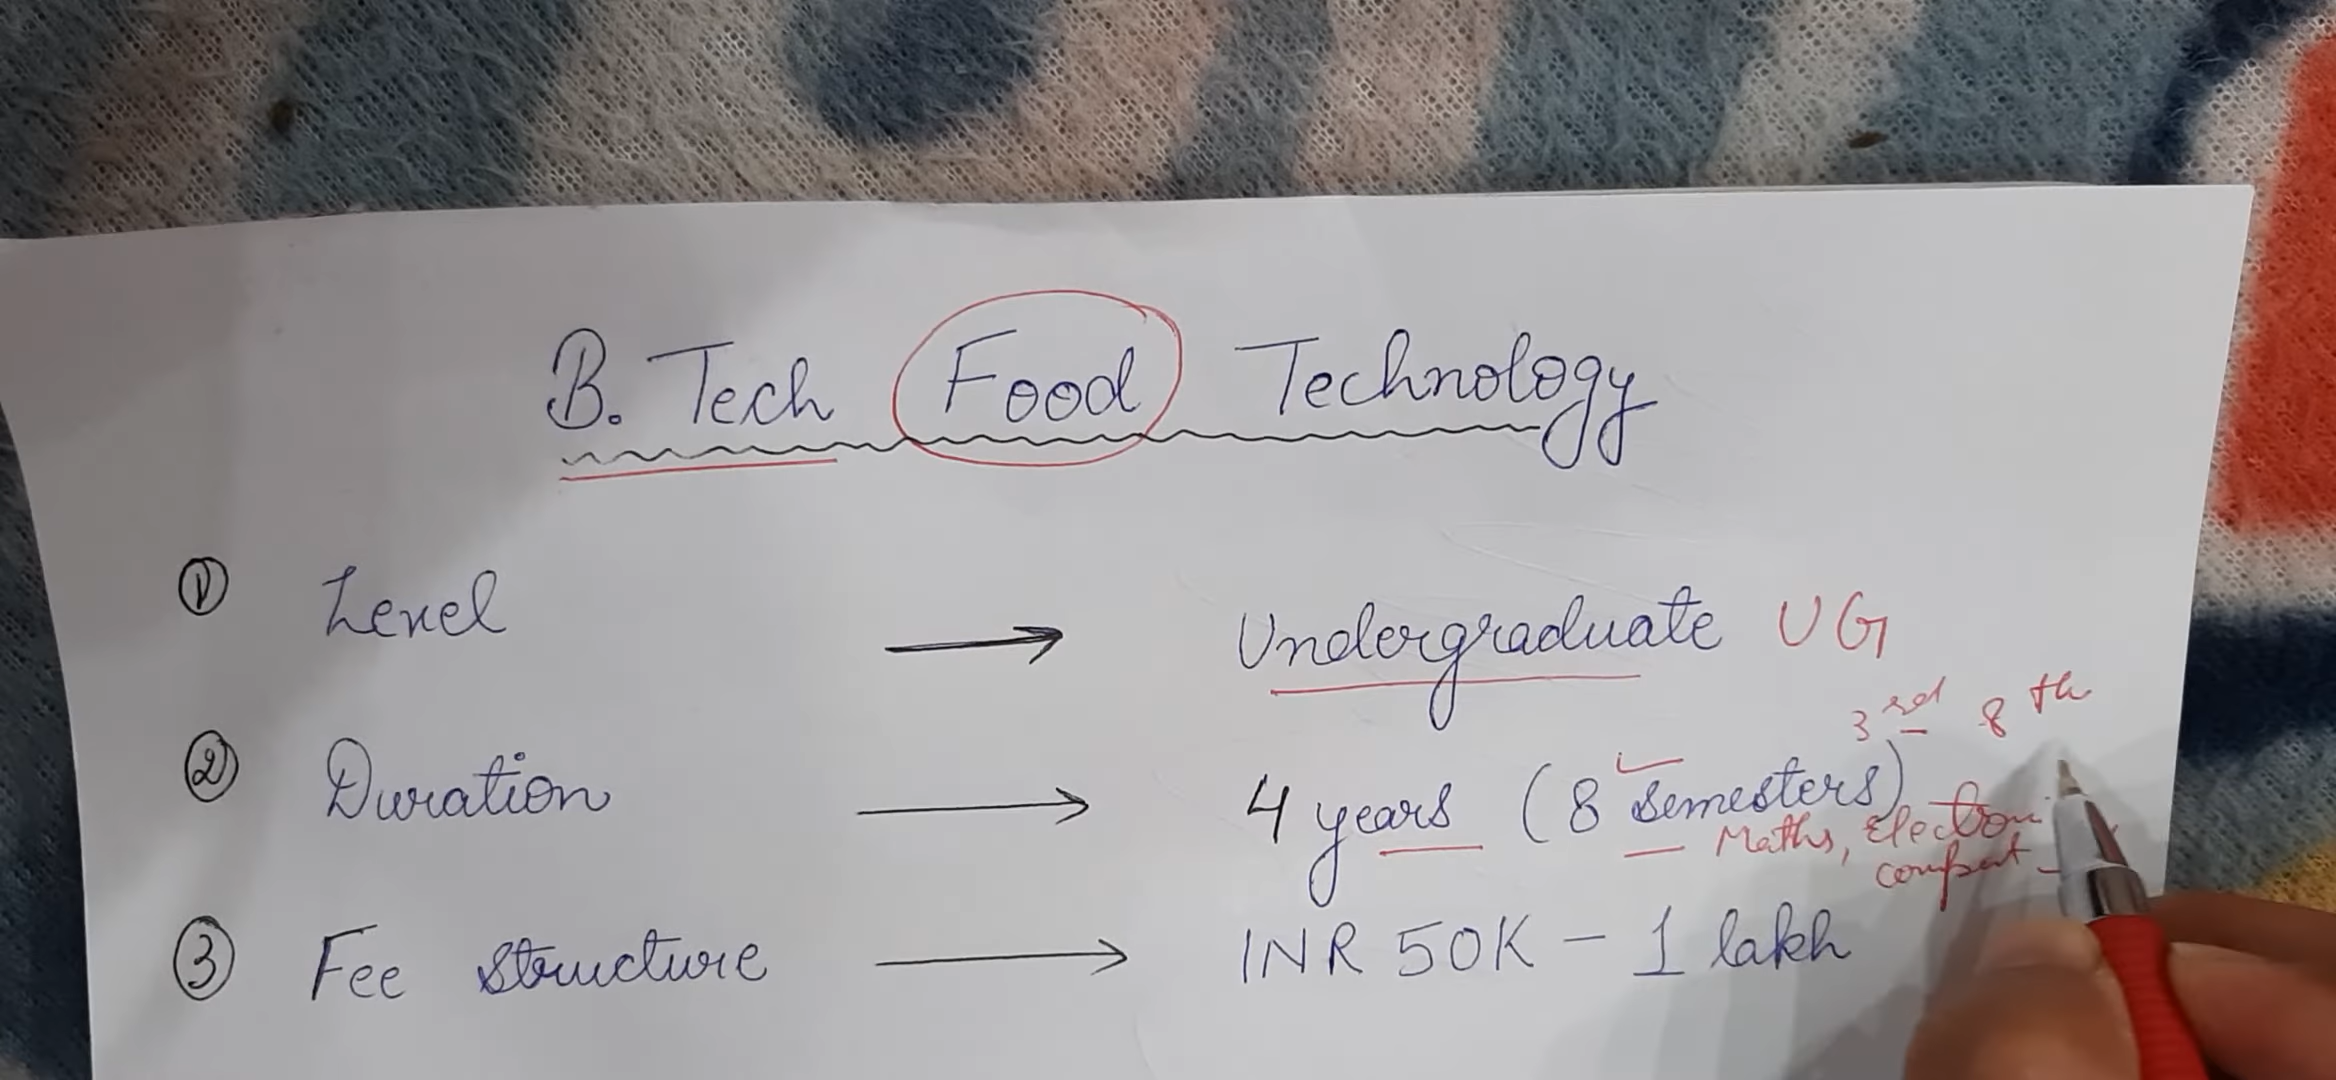 B. Tech Food Technology
① Level → Undergraduate UG
3rd 8th
② Duration → 4 years (8 semesters)
Maths, Electron
comput
③ Fee structure → INR 50K - 1 lakh